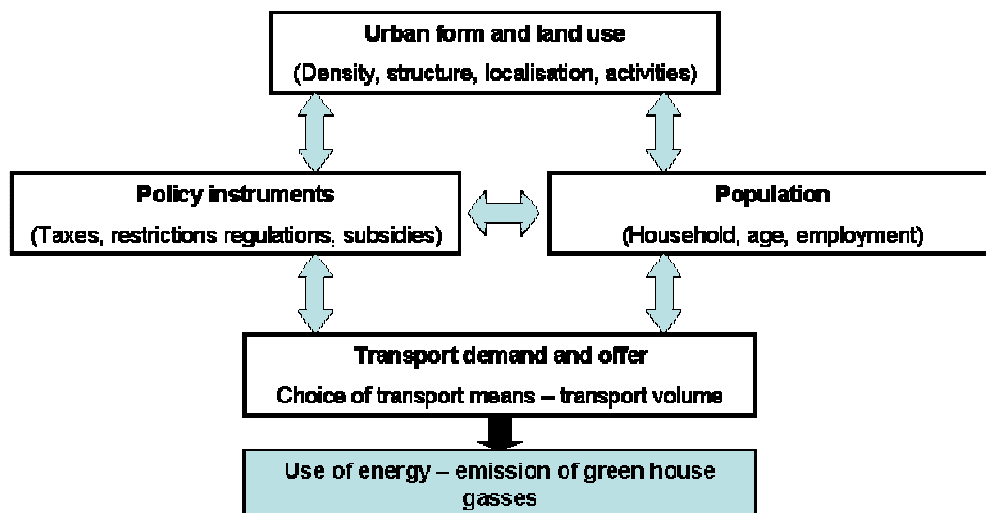 Urban form and land use
(Density, structure, localisation, activities)
Policy instruments
(Taxes, restrictions regulations, subsidies)
Population
(Household, age, employment)
Transport demand and offer
Choice of transport means – transport volume
Use of energy – emission of green house
gasses